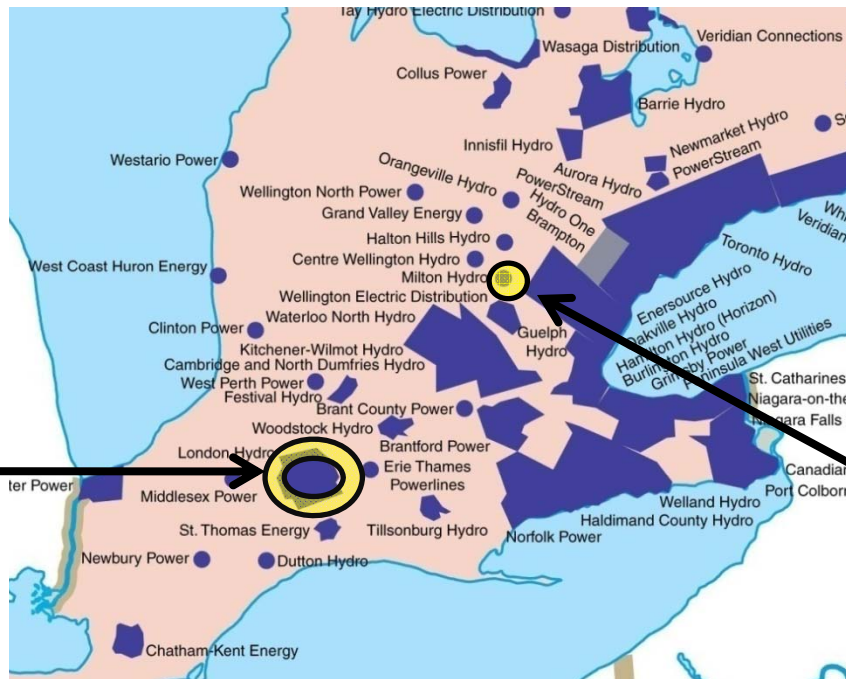 Tay Hydro Electric Distribution
Wasaga Distribution
Veridian Connections
Collus Power
Barrie Hydro
Innisfil Hydro
Newmarket Hydro
Aurora Hydro
PowerStream
Westario Power
Orangeville Hydro
PowerStream
Wellington North Power
Hydro One
Brampton
Grand Valley Energy
Halton Hills Hydro
Toronto Hydro
Centre Wellington Hydro
Veridian
West Coast Huron Energy
Milton Hydro
Enersource Hydro
Wellington Electric Distribution
Oakville Hydro
Waterloo North Hydro
Hamilton Hydro (Horizon)
Clinton Power
Guelph
Hydro
Burlington Hydro
Kitchener-Wilmot Hydro
Grimsby Power
Cambridge and North Dumfries Hydro
Peninsula West Utilities
West Perth Power
St. Catharines
Festival Hydro
Niagara-on-the
Brant County Power
Niagara Falls
Woodstock Hydro
Brantford Power
London Hydro
Erie Thames
Powerlines
Canadian
ter Power
Middlesex Power
Welland Hydro
Port Colborn
St. Thomas Energy
Tillsonburg Hydro
Haldimand County Hydro
Norfolk Power
Newbury Power
Dutton Hydro
Chatham-Kent Energy